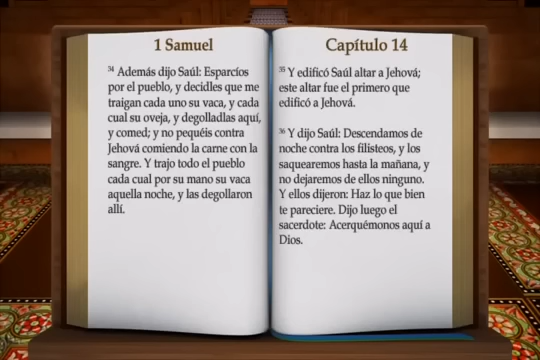 1 Samuel
34 Además dijo Saúl: Esparcíos
por el pueblo, y decidles que me
traigan cada uno su vaca, y cada
cual su oveja, y degolladlas aquí,
y comed; y no pequéis contra
Jehová comiendo la carne con la
sangre. Y trajo todo el pueblo
cada cual por su mano su vaca
aquella noche, y las degollaron
allí.
Capítulo 14
35 Y edificó Saúl altar a Jehová;
este altar fue el primero que
edificó a Jehová.
36 Y dijo Saúl: Descendamos de
noche contra los filisteos, y los
saquearemos hasta la mañana, y
no dejaremos de ellos ninguno.
Y ellos dijeron: Haz lo que bien
te pareciere. Dijo luego el
sacerdote: Acerquémonos aquí a
Dios.